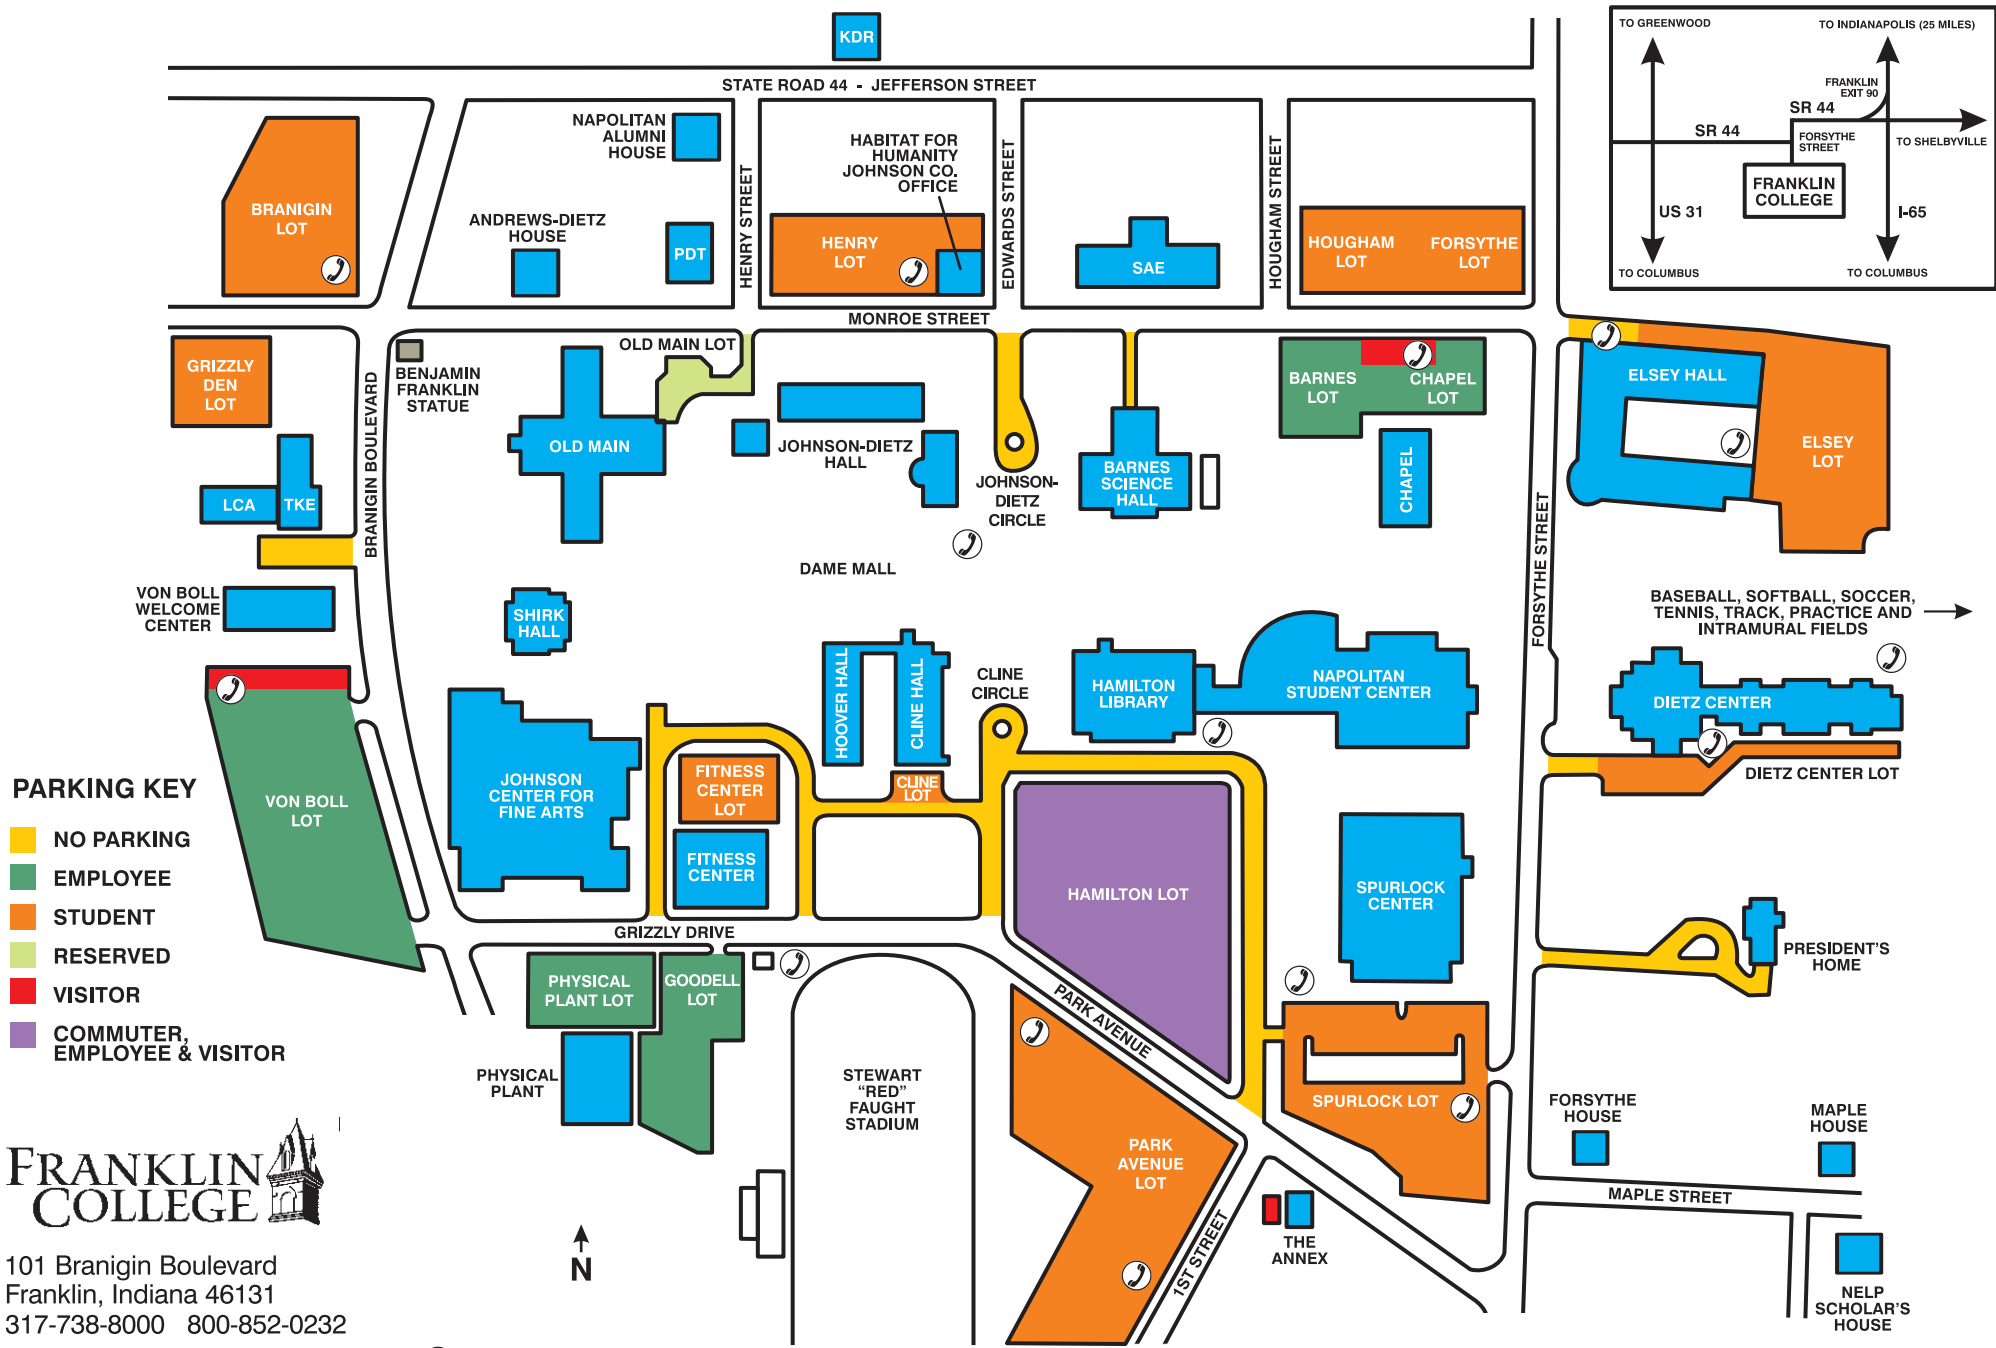 KDR
STATE ROAD 44 - JEFFERSON STREET
TO GREENWOOD
TO INDIANAPOLIS (25 MILES)
FRANKLIN
EXIT 90
SR 44
SR 44
FORSYTHE
STREET
TO SHELBYVILLE
FRANKLIN
COLLEGE
US 31
I-65
TO COLUMBUS
TO COLUMBUS
BRANIGIN
LOT
NAPOLITAN
ALUMNI
HOUSE
ANDREWS-DIETZ
HOUSE
PDT
HENRY STREET
HABITAT FOR
HUMANITY
JOHNSON CO.
OFFICE
HENRY
LOT
EDWARDS STREET
SAE
HOUGHAM STREET
HOUGHAM
LOT
FORSYTHE
LOT
MONROE STREET
GRIZZLY
DEN
LOT
BRANIGIN BOULEVARD
BENJAMIN
FRANKLIN
STATUE
OLD MAIN LOT
OLD MAIN
JOHNSON-DIETZ
HALL
JOHNSON-
DIETZ
CIRCLE
BARNES
SCIENCE
HALL
BARNES
LOT
CHAPEL
LOT
CHAPEL
FORSYTHE STREET
ELSEY HALL
ELSEY
LOT
LCA
TKE
VON BOLL
WELCOME
CENTER
DAME MALL
SHIRK
HALL
HOOVER HALL
CLINE HALL
CLINE
CIRCLE
HAMILTON
LIBRARY
NAPOLITAN
STUDENT CENTER
BASEBALL, SOFTBALL, SOCCER,
TENNIS, TRACK, PRACTICE AND
INTRAMURAL FIELDS
DIETZ CENTER
DIETZ CENTER LOT
VON BOLL
LOT
JOHNSON
CENTER FOR
FINE ARTS
FITNESS
CENTER
LOT
CLINE
LOT
FITNESS
CENTER
HAMILTON LOT
SPURLOCK
CENTER
PRESIDENT'S
HOME
GRIZZLY DRIVE
PHYSICAL
PLANT LOT
GOODELL
LOT
PHYSICAL
PLANT
STEWART
"RED"
FAUGHT
STADIUM
PARK AVENUE
PARK
AVENUE
LOT
SPURLOCK LOT
1ST STREET
THE
ANNEX
FORSYTHE
HOUSE
MAPLE
HOUSE
MAPLE STREET
NELP
SCHOLAR'S
HOUSE
PARKING KEY
NO PARKING
EMPLOYEE
STUDENT
RESERVED
VISITOR
COMMUTER,
EMPLOYEE & VISITOR
FRANKLIN
COLLEGE
101 Branigin Boulevard
Franklin, Indiana 46131
317-738-8000 800-852-0232
N